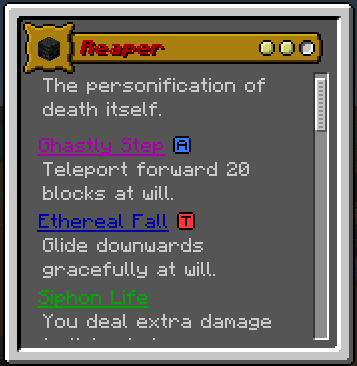 Reaper
The personification of
death itself.
Ghastly Step A
Teleport forward 20
blocks at will.
Ethereal Fall T
Glide downwards
gracefully at will.
Siphon Life
You deal extra damage